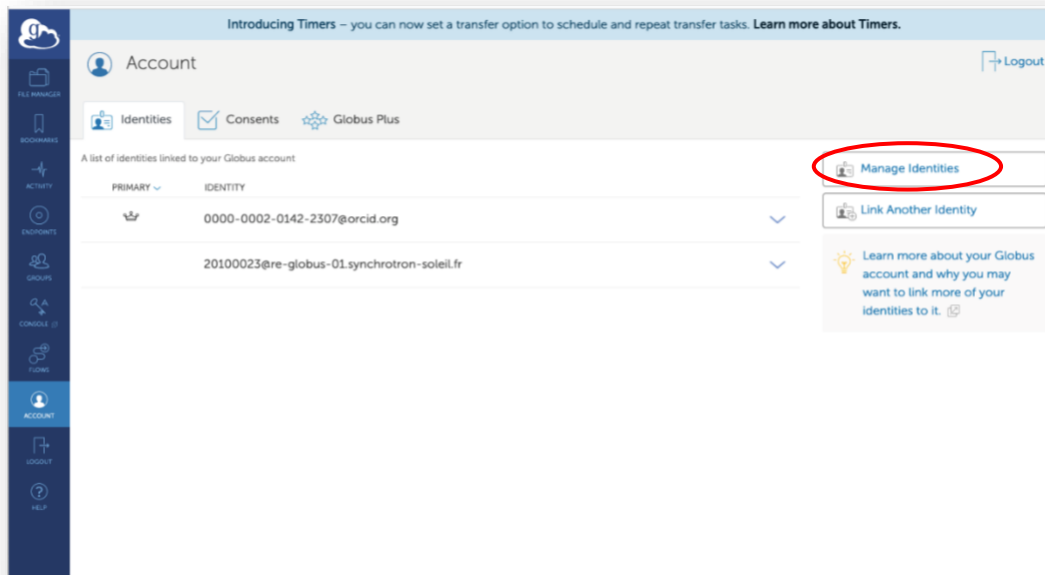 Introducing Timers – you can now set a transfer option to schedule and repeat transfer tasks. Learn more about Timers.
g
Account
Logout
FILE MANAGER
BOOKMARKS
ACTIVITY
ENDPOINTS
GROUPS
CONSOLE
FLOWS
ACCOUNT
LOGOUT
HELP
Identities
Consents
Globus Plus
A list of identities linked to your Globus account
PRIMARY
IDENTITY
0000-0002-0142-2307@orcid.org
20100023@re-globus-01.synchrotron-soleil.fr
Manage Identities
Link Another Identity
Learn more about your Globus
account and why you may
want to link more of your
identities to it.